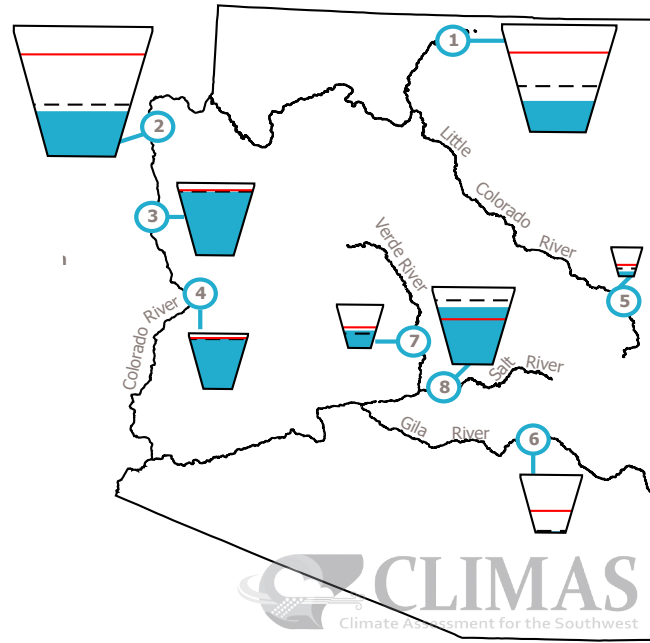 1
2
Little
Colorado
River
3
Verde River
4
5
Colorado River
7
8
Salt River
Gila River
6
CLIMAS
Climate Assessment for the Southwest